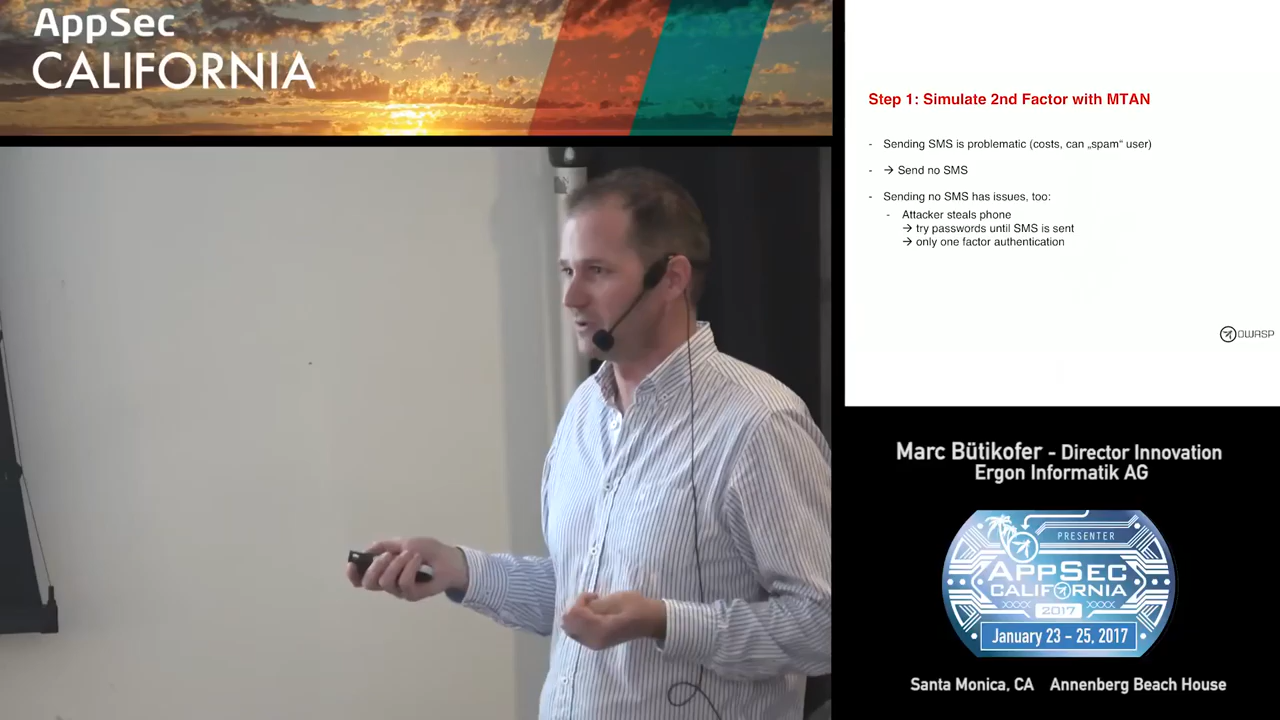 AppSec
CALIFORNIA
Step 1: Simulate 2nd Factor with MTAN
- Sending SMS is problematic (costs, can „spam“ user)
- → Send no SMS
- Sending no SMS has issues, too:
- Attacker steals phone
→ try passwords until SMS is sent
→ only one factor authentication
OWASP
Marc Bütikofer - Director Innovation
Ergon Informatik AG
PRESENTER
APPSEC
CALIFORNIA
2017
January 23 - 25, 2017
Santa Monica, CA Annenberg Beach House